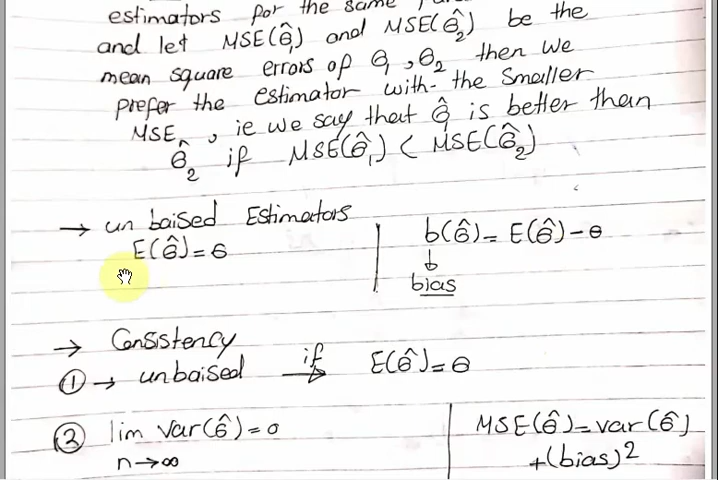 estimators for the same
and let MSE(θ̂₁) and MSE(θ̂₂) be the
mean square errors of θ₁, θ₂ then we
prefer the estimator with the smaller
MSE, ie we say that θ̂₁ is better than
θ̂₂ if MSE(θ̂₁) < MSE(θ̂₂)
→ un baised Estimators
E(θ̂) = θ
b(θ̂) = E(θ̂) - θ
↓
bias
→ Consistency
① → unbaised if → E(θ̂) = θ
② lim var(θ̂) = 0
n→∞
MSE(θ̂) = var(θ̂)
+(bias)²